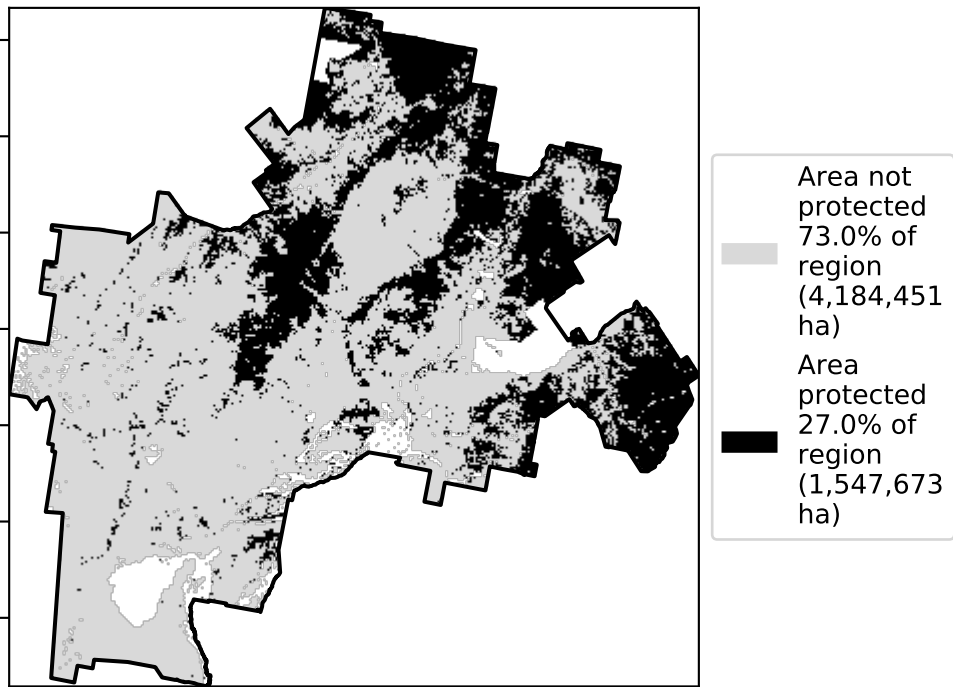 Area not
protected
73.0% of
region
(4,184,451
ha)
Area
protected
27.0% of
region
(1,547,673
ha)